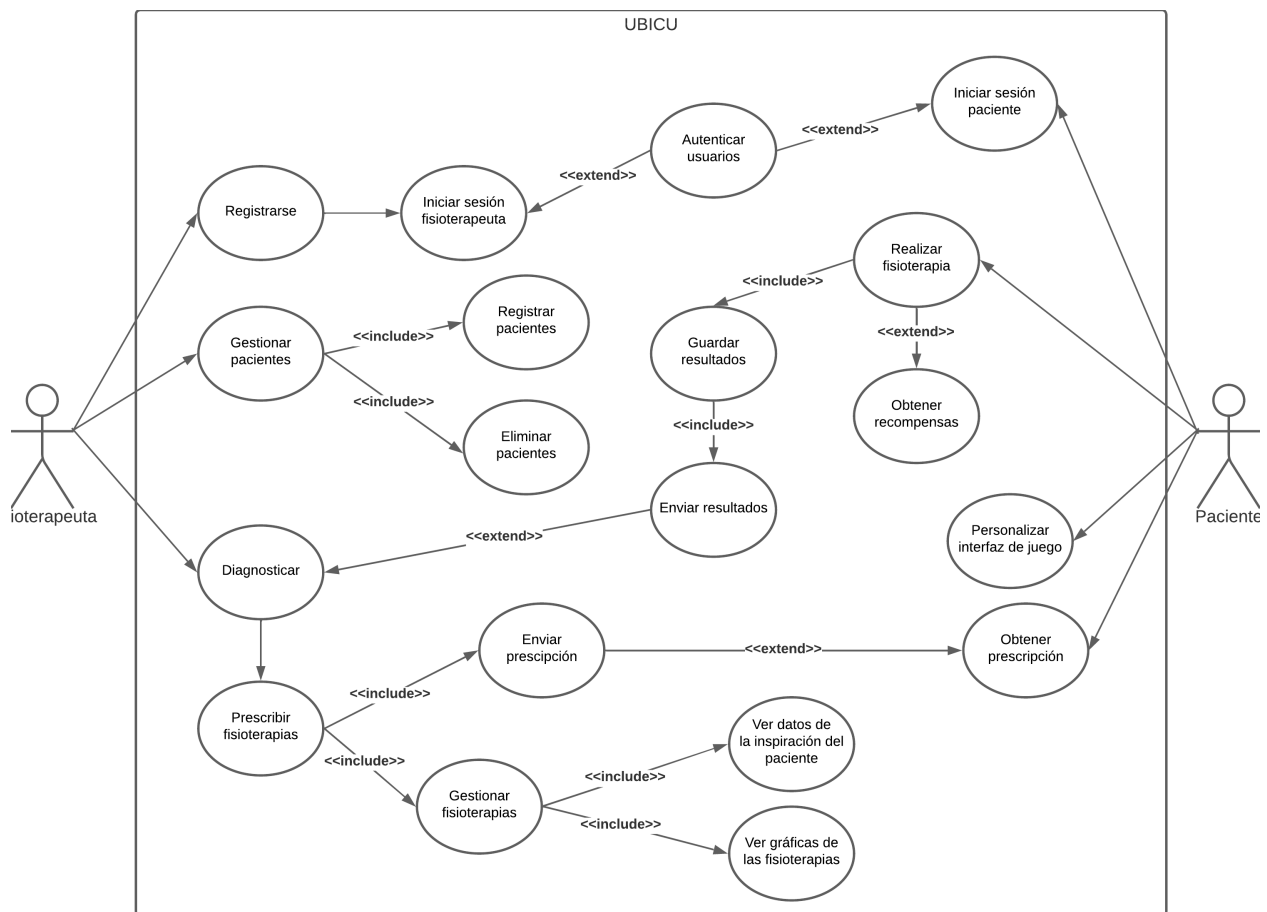 UBICU
Iniciar sesión
paciente
Autenticar
usuarios
<<extend>>
<<extend>>
Registrarse
Iniciar sesión
fisioterapeuta
Realizar
fisioterapia
<<include>>
<<extend>>
Registrar
pacientes
<<include>>
Gestionar
pacientes
Guardar
resultados
<<include>>
Obtener
recompensas
<<include>>
Eliminar
pacientes
Enviar resultados
ioterapeuta
Paciente
<<extend>>
Personalizar
interfaz de juego
Diagnosticar
Enviar
prescipción
<<extend>>
Obtener
prescripción
<<include>>
Prescribir
fisioterapias
<<include>>
Ver datos de
la inspiración del
paciente
<<include>>
Gestionar
fisioterapias
<<include>>
Ver gráficas de
las fisioterapias